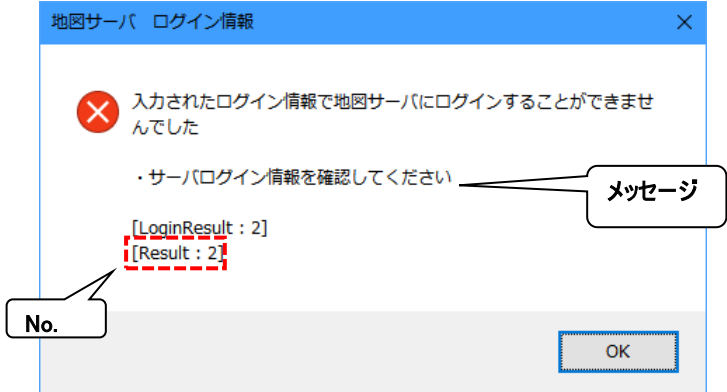 地図サーバ ログイン情報
入力されたログイン情報で地図サーバにログインすることができませ
んでした
・サーバログイン情報を確認してください
メッセージ
[LoginResult : 2]
[Result : 2]
No.
OK